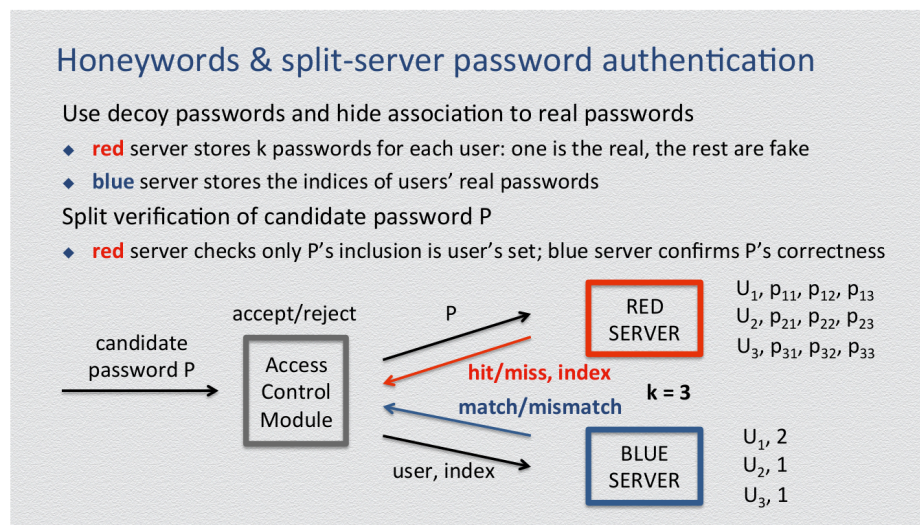 Honeywords & split-server password authentication
Use decoy passwords and hide association to real passwords
◆ red server stores k passwords for each user: one is the real, the rest are fake
◆ blue server stores the indices of users' real passwords
Split verification of candidate password P
◆ red server checks only P's inclusion is user's set; blue server confirms P's correctness
accept/reject
candidate
password P
Access
Control
Module
P
hit/miss, index
match/mismatch
user, index
RED
SERVER
k = 3
BLUE
SERVER
U₁, p₁₁, p₁₂, p₁₃
U₂, p₂₁, p₂₂, p₂₃
U₃, p₃₁, p₃₂, p₃₃
U₁, 2
U₂, 1
U₃, 1